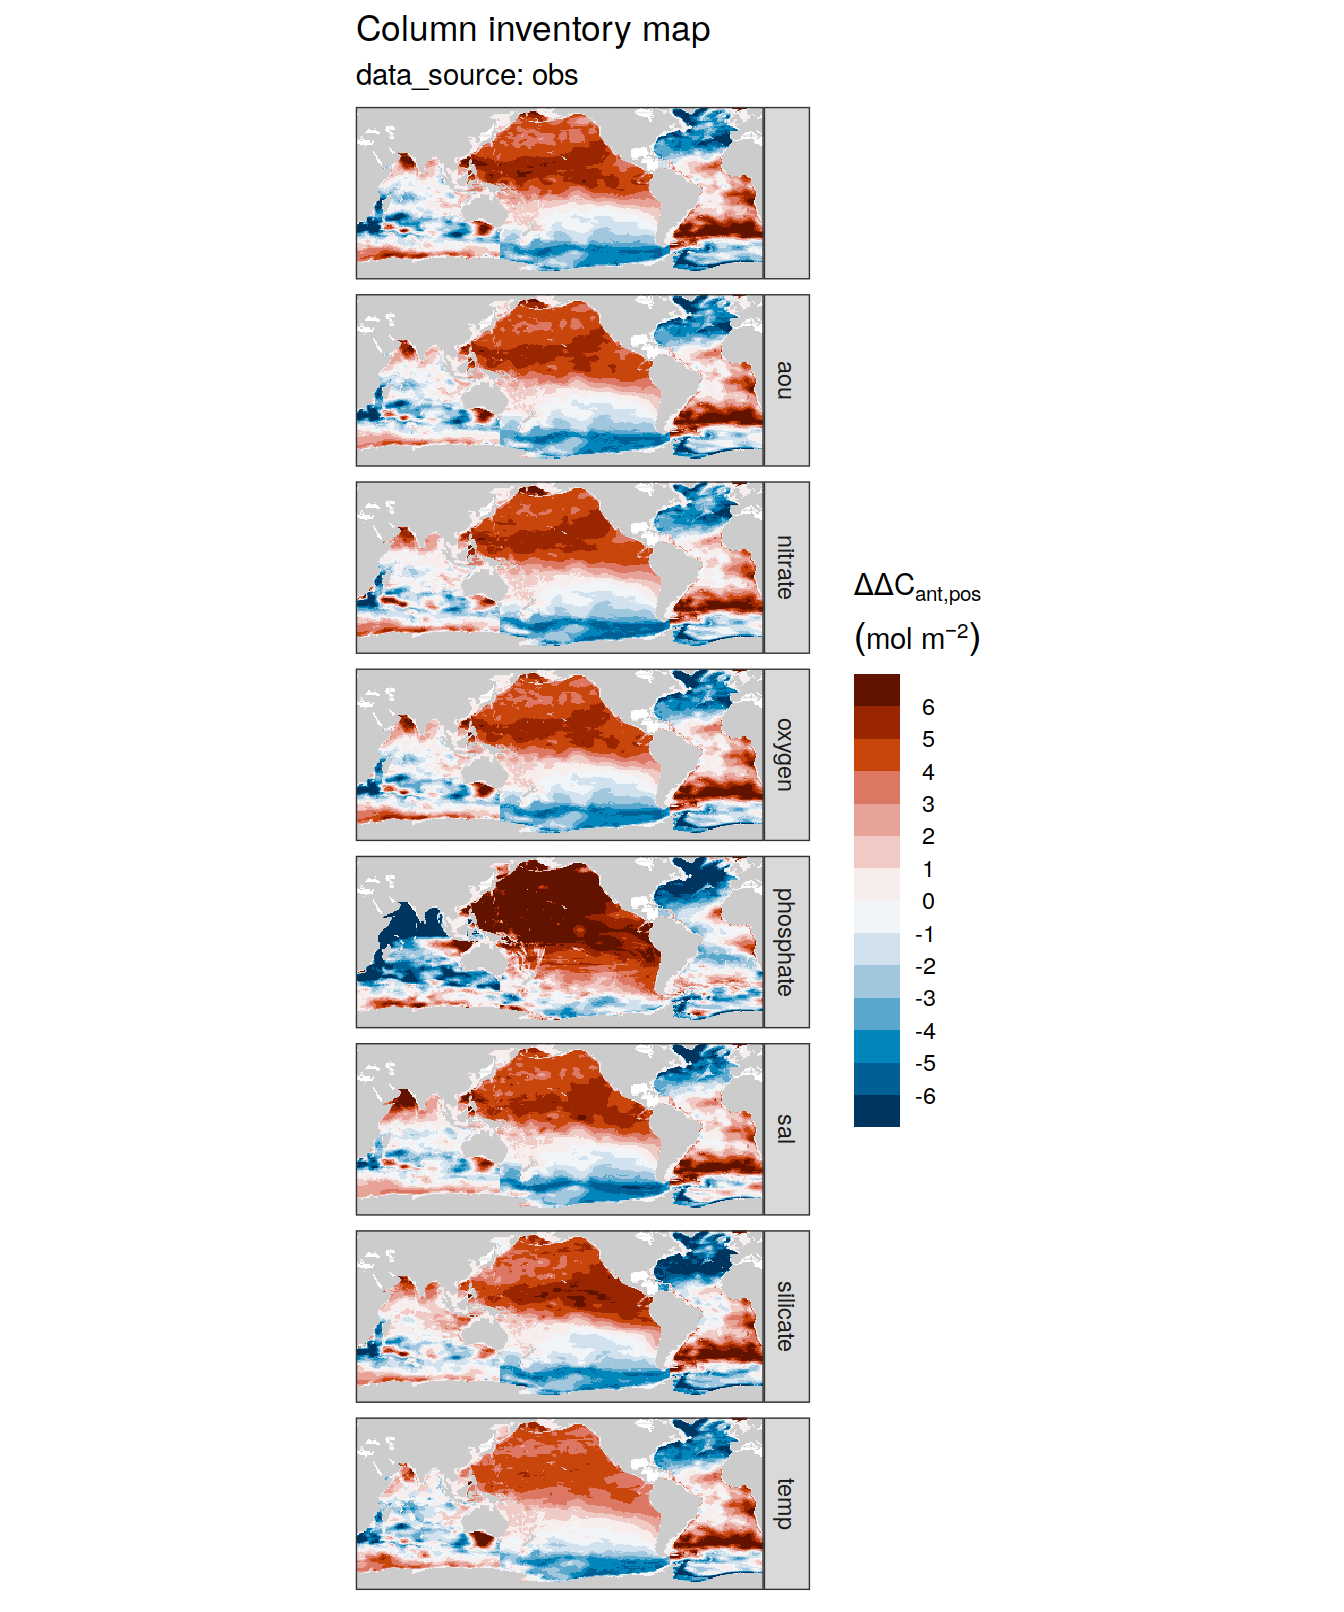 Column inventory map
data_source: obs
aou
nitrate
oxygen
phosphate
sal
silicate
temp
ΔΔCant,pos
(mol m−2)
6
5
4
3
2
1
0
-1
-2
-3
-4
-5
-6